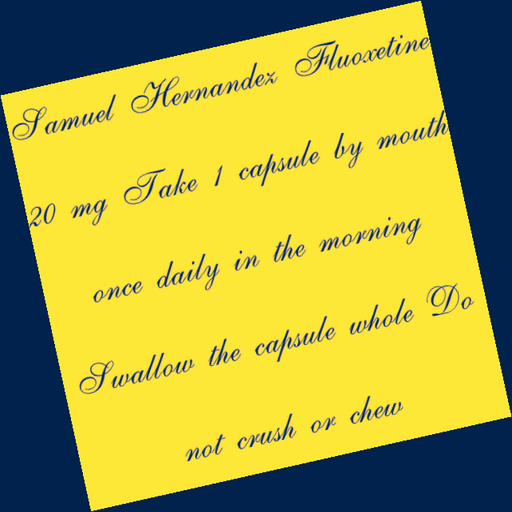 Samuel Hernandez Fluoxetine
20 mg Take 1 capsule by mouth
once daily in the morning
Swallow the capsule whole Do
not crush or chew